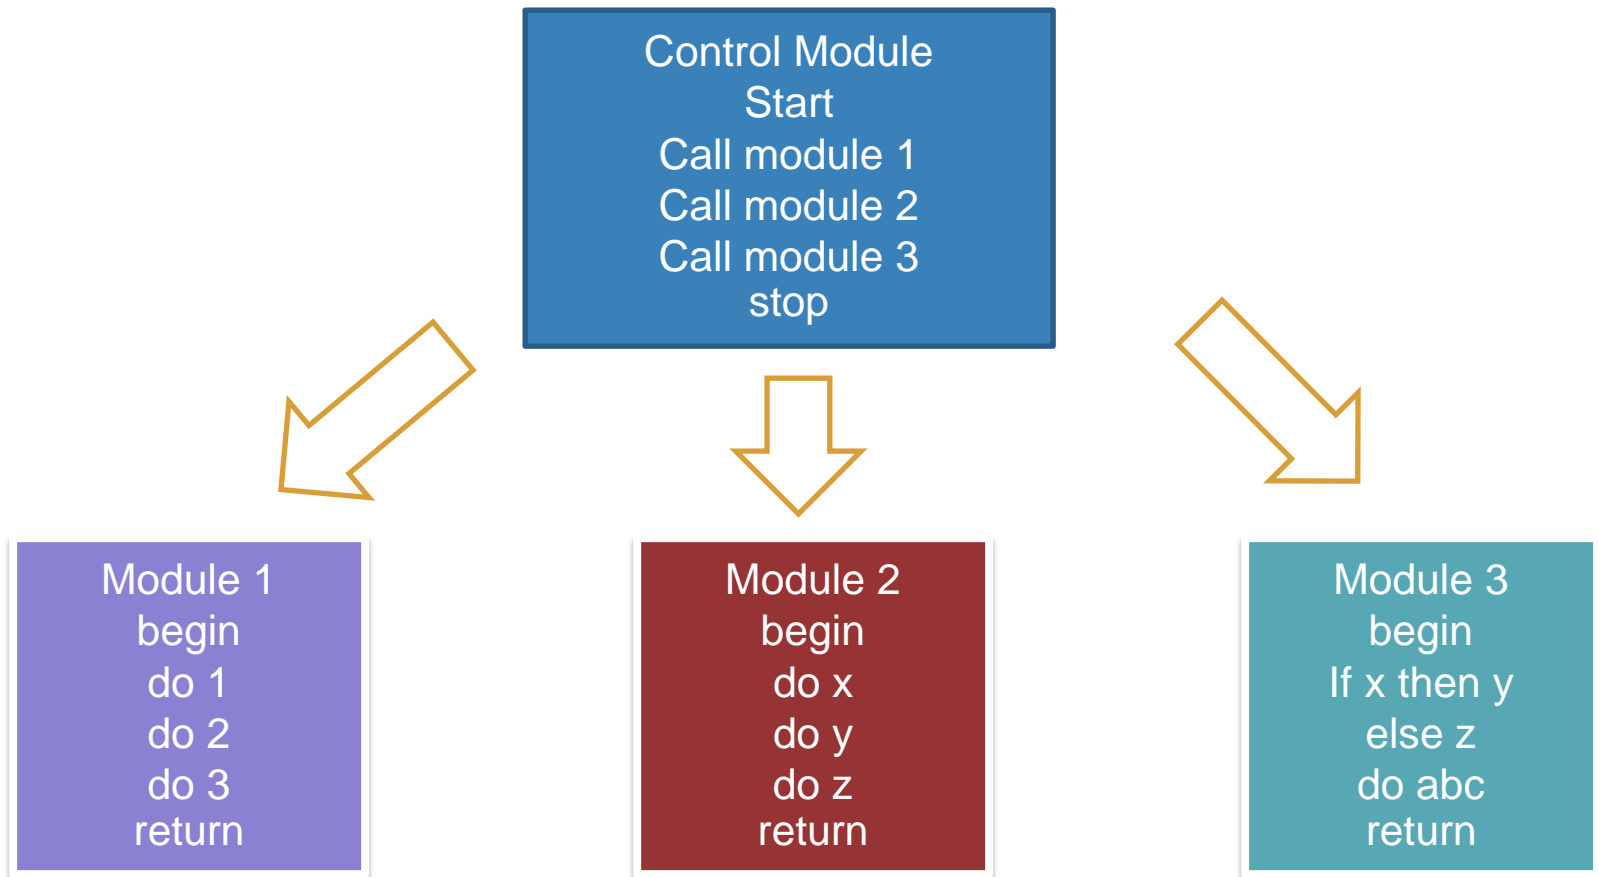 Control Module
Start
Call module 1
Call module 2
Call module 3
stop
Module 1
begin
do 1
do 2
do 3
return
Module 2
begin
do x
do y
do z
return
Module 3
begin
If x then y
else z
do abc
return